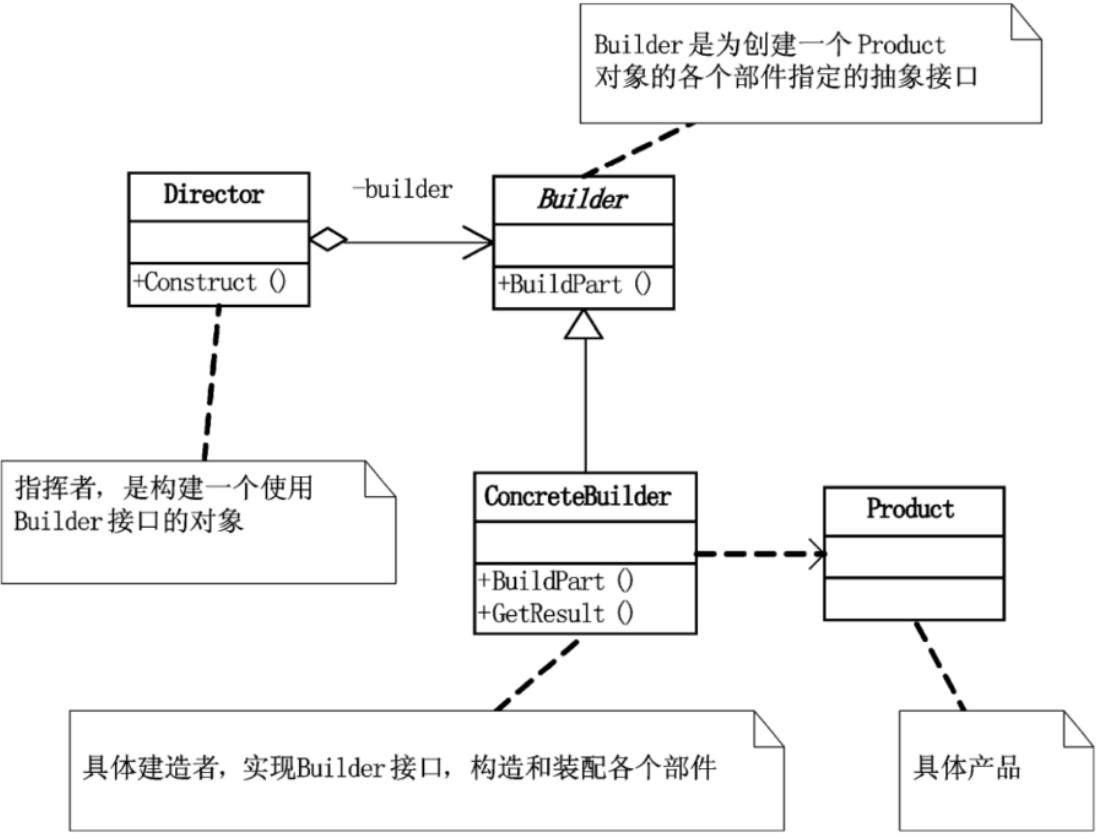 Builder是为创建一个Product
对象的各个部件指定的抽象接口
Director
-builder
Builder
+Construct()
+BuildPart()
指挥者，是构建一个使用
Builder接口的对象
ConcreteBuilder
Product
+BuildPart()
+GetResult()
具体建造者，实现Builder接口，构造和装配各个部件
具体产品